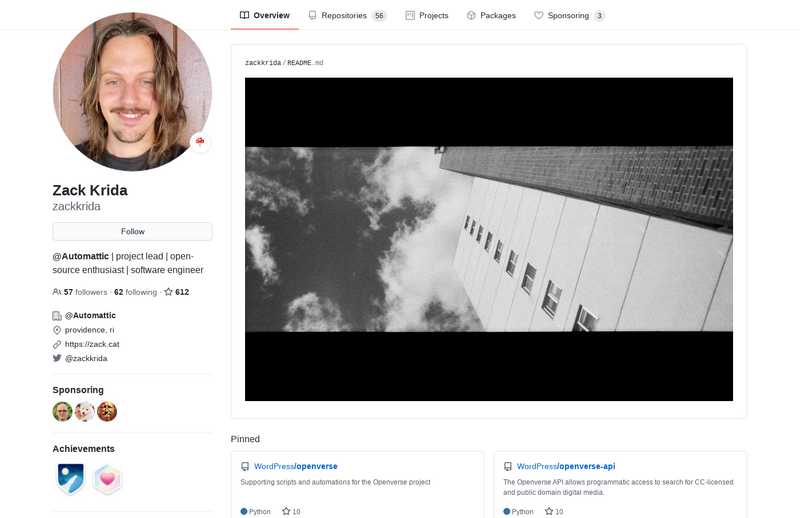 Overview Repositories 56 Projects Packages Sponsoring 3
zackkrida / README.md
Zack Krida
zackkrida
Follow
@Automattic | project lead | open-
source enthusiast | software engineer
57 followers · 62 following · 612
@Automattic
providence, ri
https://zack.cat
@zackkrida
Sponsoring
Achievements
Pinned
WordPress/openverse
Supporting scripts and automations for the Openverse project
Python 10
WordPress/openverse-api
The Openverse API allows programmatic access to search for CC-licensed
and public domain digital media.
Python 10